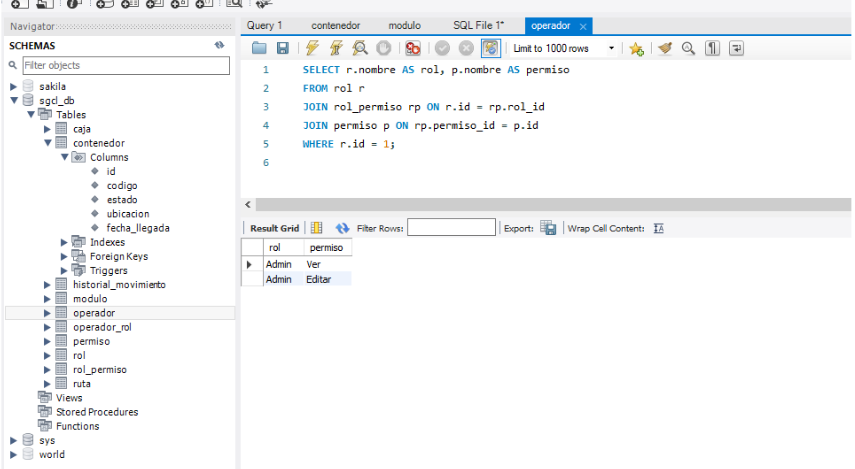 Navigator
SCHEMAS
Filter objects
sakila
sgcl_db
Tables
caja
contenedor
Columns
id
codigo
estado
ubicacion
fecha_llegada
Indexes
Foreign Keys
Triggers
historial_movimiento
modulo
operador
operador_rol
permiso
rol
rol_permiso
ruta
Views
Stored Procedures
Functions
sys
world
Query 1 contenedor modulo SQL File 1* operador ×
Limit to 1000 rows
1 SELECT r.nombre AS rol, p.nombre AS permiso
2 FROM rol r
3 JOIN rol_permiso rp ON r.id = rp.rol_id
4 JOIN permiso p ON rp.permiso_id = p.id
5 WHERE r.id = 1;
6
Result Grid Filter Rows: Export: Wrap Cell Content:
rol permiso
Admin Ver
Admin Editar